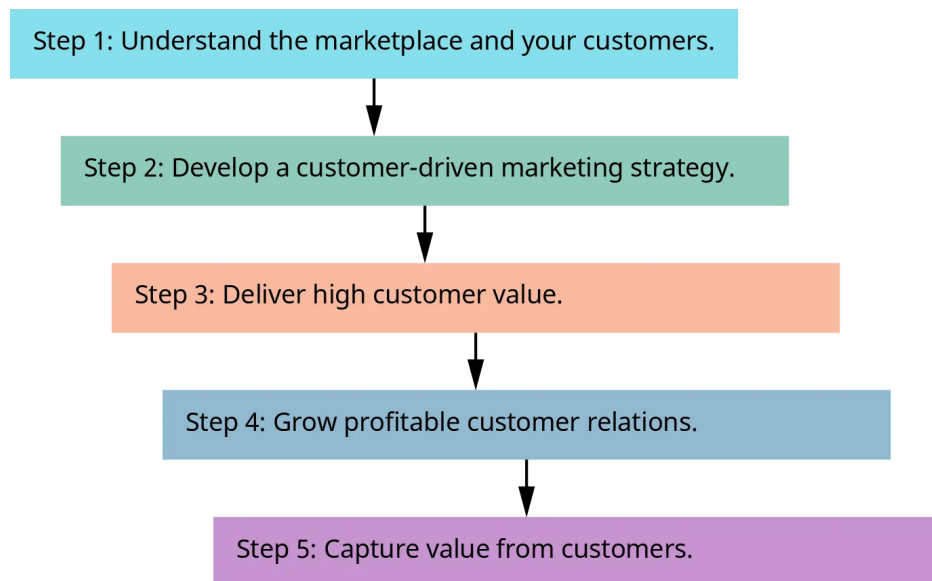 Step 1: Understand the marketplace and your customers.
Step 2: Develop a customer-driven marketing strategy.
Step 3: Deliver high customer value.
Step 4: Grow profitable customer relations.
Step 5: Capture value from customers.